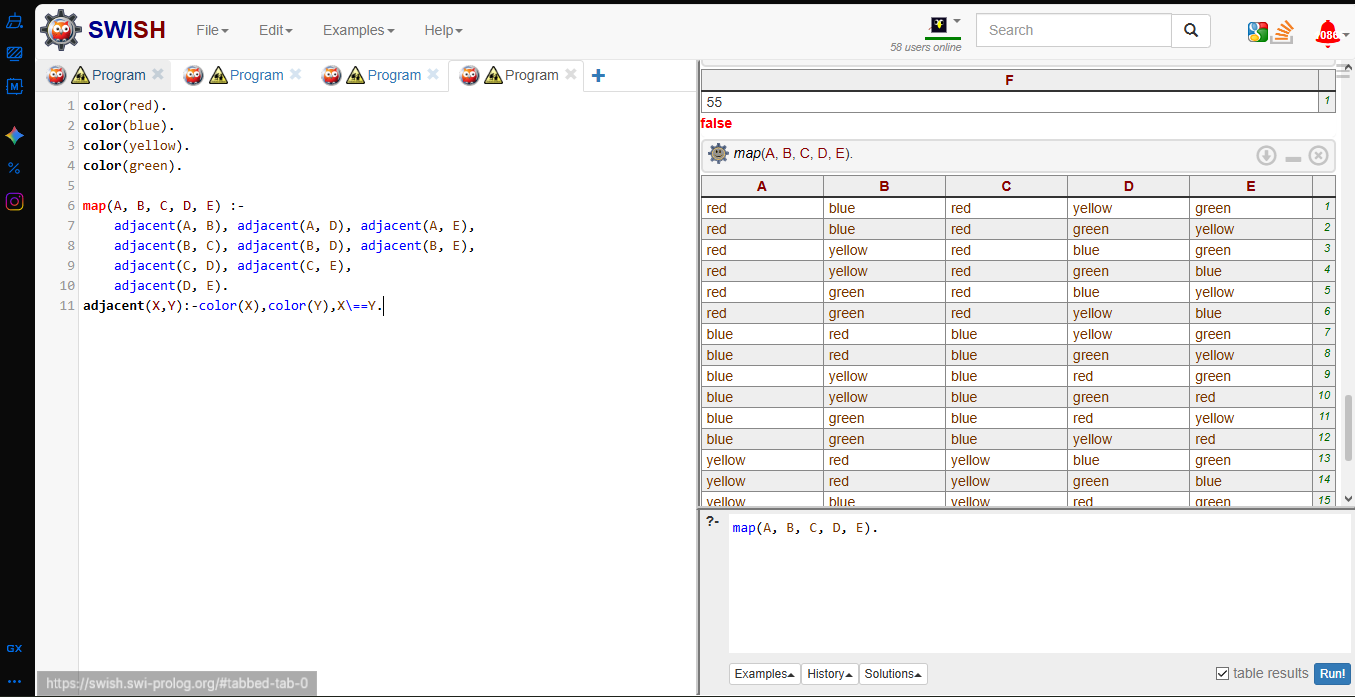 SWISH File Edit Examples Help 58 users online Search 086
Program Program Program Program
1 color(red).
2 color(blue).
3 color(yellow).
4 color(green).
5
6 map(A, B, C, D, E) :-
7 adjacent(A, B), adjacent(A, D), adjacent(A, E),
8 adjacent(B, C), adjacent(B, D), adjacent(B, E),
9 adjacent(C, D), adjacent(C, E),
10 adjacent(D, E).
11 adjacent(X,Y):-color(X),color(Y),X\==Y.
F
55 1
false
map(A, B, C, D, E).
A B C D E
red blue red yellow green 1
red blue red green yellow 2
red yellow red blue green 3
red yellow red green blue 4
red green red blue yellow 5
red green red yellow blue 6
blue red blue yellow green 7
blue red blue green yellow 8
blue yellow blue red green 9
blue yellow blue green red 10
blue green blue red yellow 11
blue green blue yellow red 12
yellow red yellow blue green 13
yellow red yellow green blue 14
yellow blue yellow red green 15
?- map(A, B, C, D, E).
Examples History Solutions table results Run!
M
%
GX
https://swish.swi-prolog.org/#tabbed-tab-0